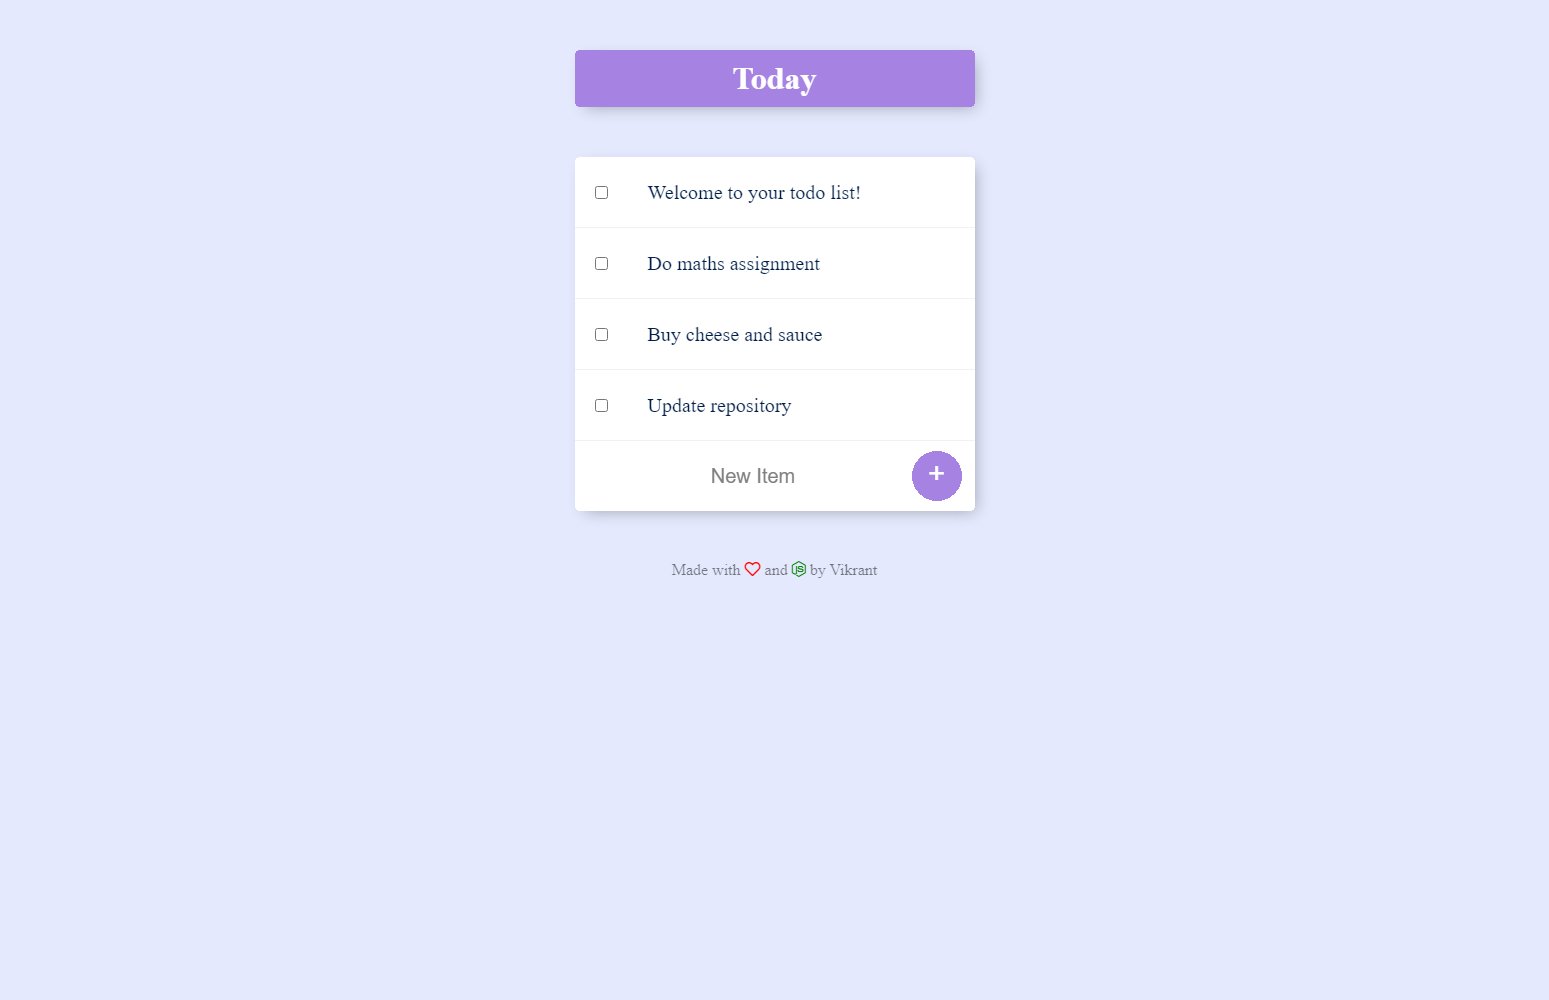 Today
Welcome to your todo list!
Do maths assignment
Buy cheese and sauce
Update repository
New Item
+
Made with and JS by Vikrant